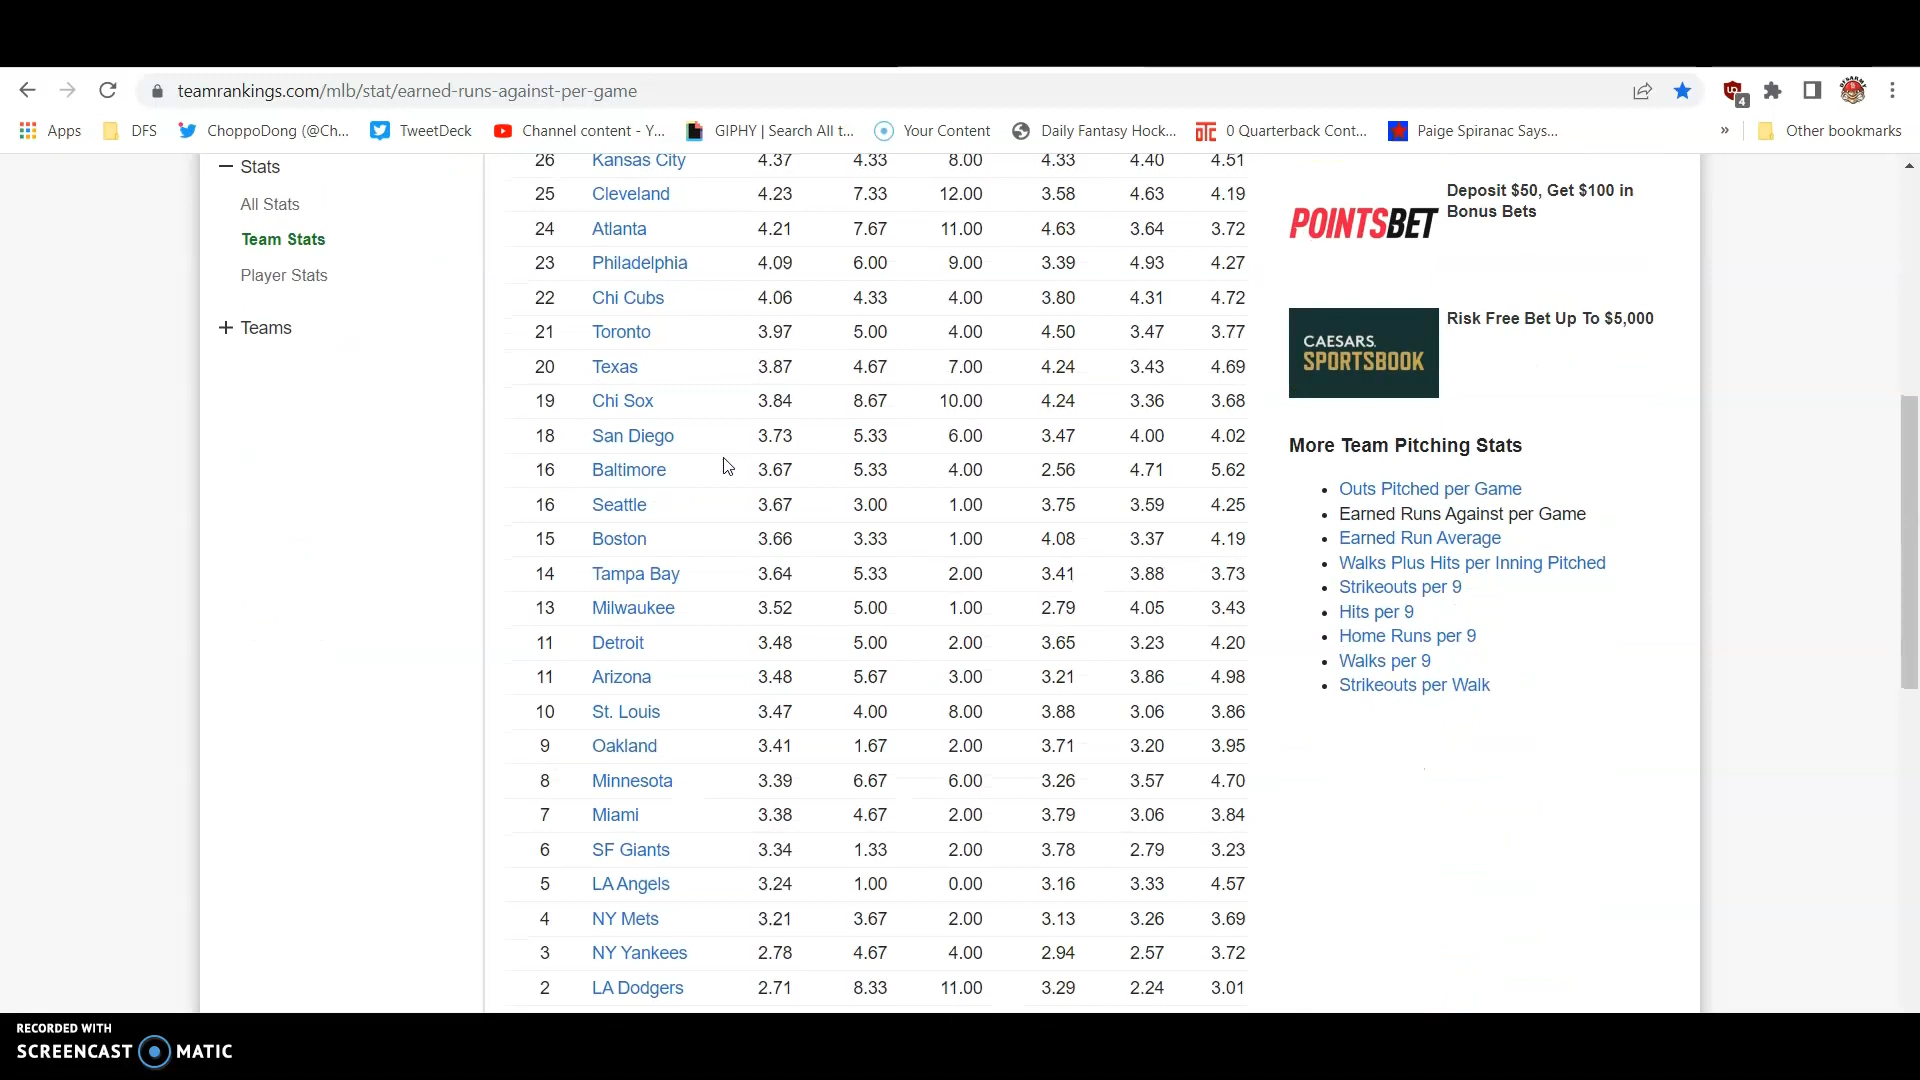 teamrankings.com/mlb/stat/earned-runs-against-per-game
4
Apps DFS ChoppoDong (@Ch... TweetDeck Channel content - Y... GIPHY | Search All t... Your Content Daily Fantasy Hock... OTC 0 Quarterback Cont... Paige Spiranac Says... » Other bookmarks
Stats
All Stats
Team Stats
Player Stats
Teams
26 Kansas City 4.37 4.33 8.00 4.33 4.40 4.51
25 Cleveland 4.23 7.33 12.00 3.58 4.63 4.19
24 Atlanta 4.21 7.67 11.00 4.63 3.64 3.72
23 Philadelphia 4.09 6.00 9.00 3.39 4.93 4.27
22 Chi Cubs 4.06 4.33 4.00 3.80 4.31 4.72
21 Toronto 3.97 5.00 4.00 4.50 3.47 3.77
20 Texas 3.87 4.67 7.00 4.24 3.43 4.69
19 Chi Sox 3.84 8.67 10.00 4.24 3.36 3.68
18 San Diego 3.73 5.33 6.00 3.47 4.00 4.02
16 Baltimore 3.67 5.33 4.00 2.56 4.71 5.62
16 Seattle 3.67 3.00 1.00 3.75 3.59 4.25
15 Boston 3.66 3.33 1.00 4.08 3.37 4.19
14 Tampa Bay 3.64 5.33 2.00 3.41 3.88 3.73
13 Milwaukee 3.52 5.00 1.00 2.79 4.05 3.43
11 Detroit 3.48 5.00 2.00 3.65 3.23 4.20
11 Arizona 3.48 5.67 3.00 3.21 3.86 4.98
10 St. Louis 3.47 4.00 8.00 3.88 3.06 3.86
9 Oakland 3.41 1.67 2.00 3.71 3.20 3.95
8 Minnesota 3.39 6.67 6.00 3.26 3.57 4.70
7 Miami 3.38 4.67 2.00 3.79 3.06 3.84
6 SF Giants 3.34 1.33 2.00 3.78 2.79 3.23
5 LA Angels 3.24 1.00 0.00 3.16 3.33 4.57
4 NY Mets 3.21 3.67 2.00 3.13 3.26 3.69
3 NY Yankees 2.78 4.67 4.00 2.94 2.57 3.72
2 LA Dodgers 2.71 8.33 11.00 3.29 2.24 3.01
POINTSBET
Deposit $50, Get $100 in
Bonus Bets
CAESARS
SPORTSBOOK
Risk Free Bet Up To $5,000
More Team Pitching Stats
• Outs Pitched per Game
• Earned Runs Against per Game
• Earned Run Average
• Walks Plus Hits per Inning Pitched
• Strikeouts per 9
• Hits per 9
• Home Runs per 9
• Walks per 9
• Strikeouts per Walk
RECORDED WITH
SCREENCAST MATIC